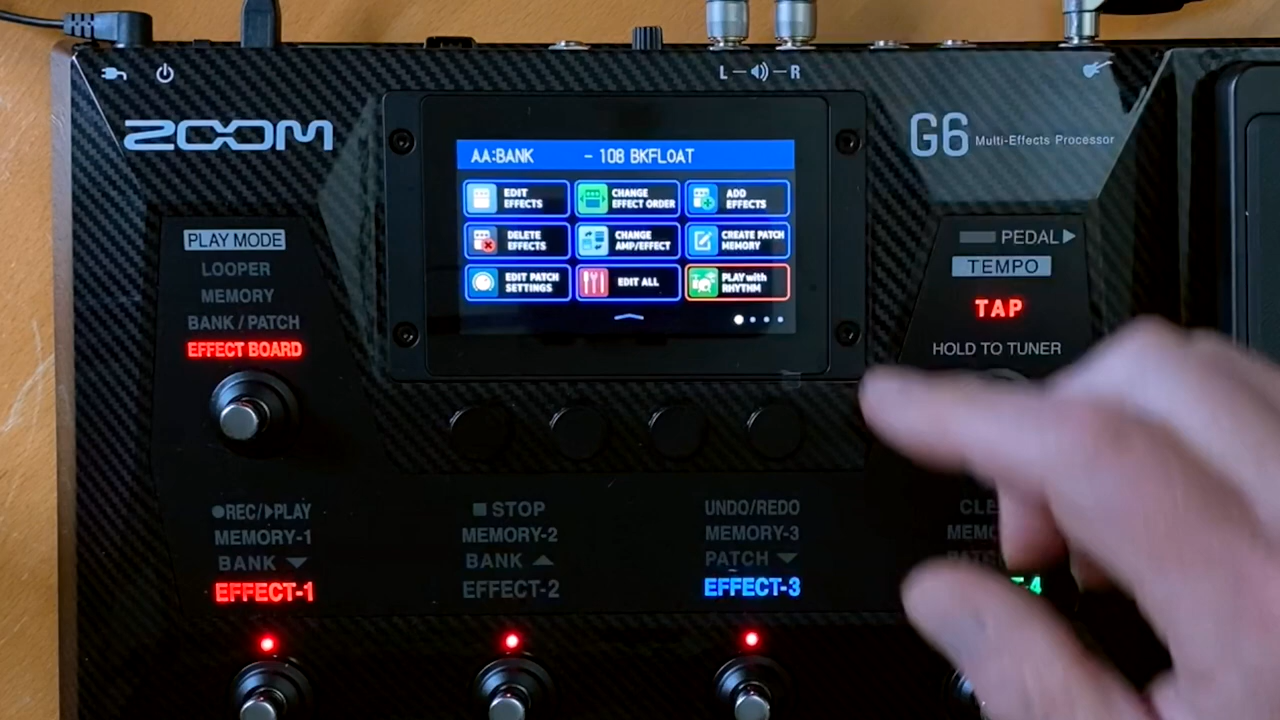 L R
ZOOM
G6 Multi-Effects Processor
AA:BANK - 108 BKFLOAT
EDIT EFFECTS
CHANGE EFFECT ORDER
ADD EFFECTS
DELETE EFFECTS
CHANGE AMP/EFFECT
CREATE PATCH MEMORY
EDIT PATCH SETTINGS
EDIT ALL
PLAY with RHYTHM
PLAY MODE
LOOPER
MEMORY
BANK / PATCH
EFFECT BOARD
PEDAL▶
TEMPO
TAP
HOLD TO TUNER
●REC/▶PLAY
MEMORY-1
BANK ▼
EFFECT-1
■ STOP
MEMORY-2
BANK ▲
EFFECT-2
UNDO/REDO
MEMORY-3
PATCH ▼
EFFECT-3
-4